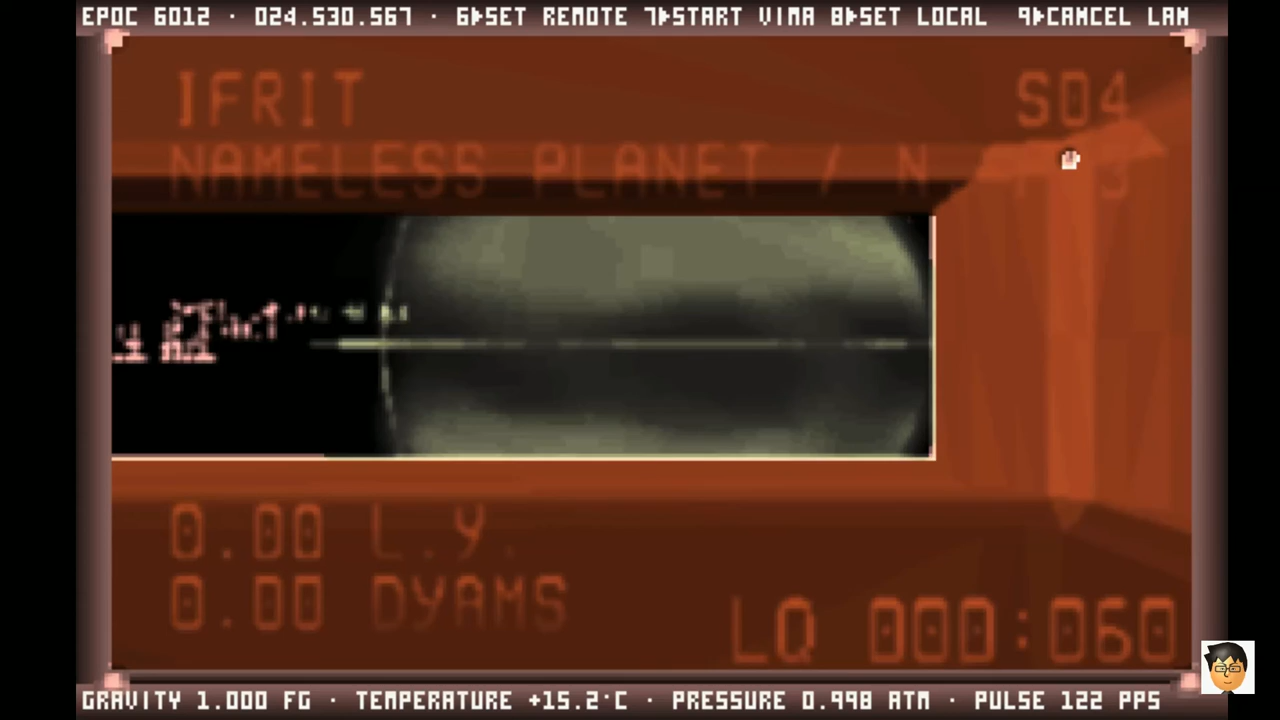 EPOC 6012 · 024.530.567 · 6▸SET REMOTE 7▸START VIMA 8▸SET LOCAL 9▸CANCEL LAM
IFRIT S04
NAMELESS PLANET / N
0.00 L.Y.
0.00 DYAMS
LQ 000:060
GRAVITY 1.000 FG · TEMPERATURE +15.2°C · PRESSURE 0.998 ATM · PULSE 122 PPS